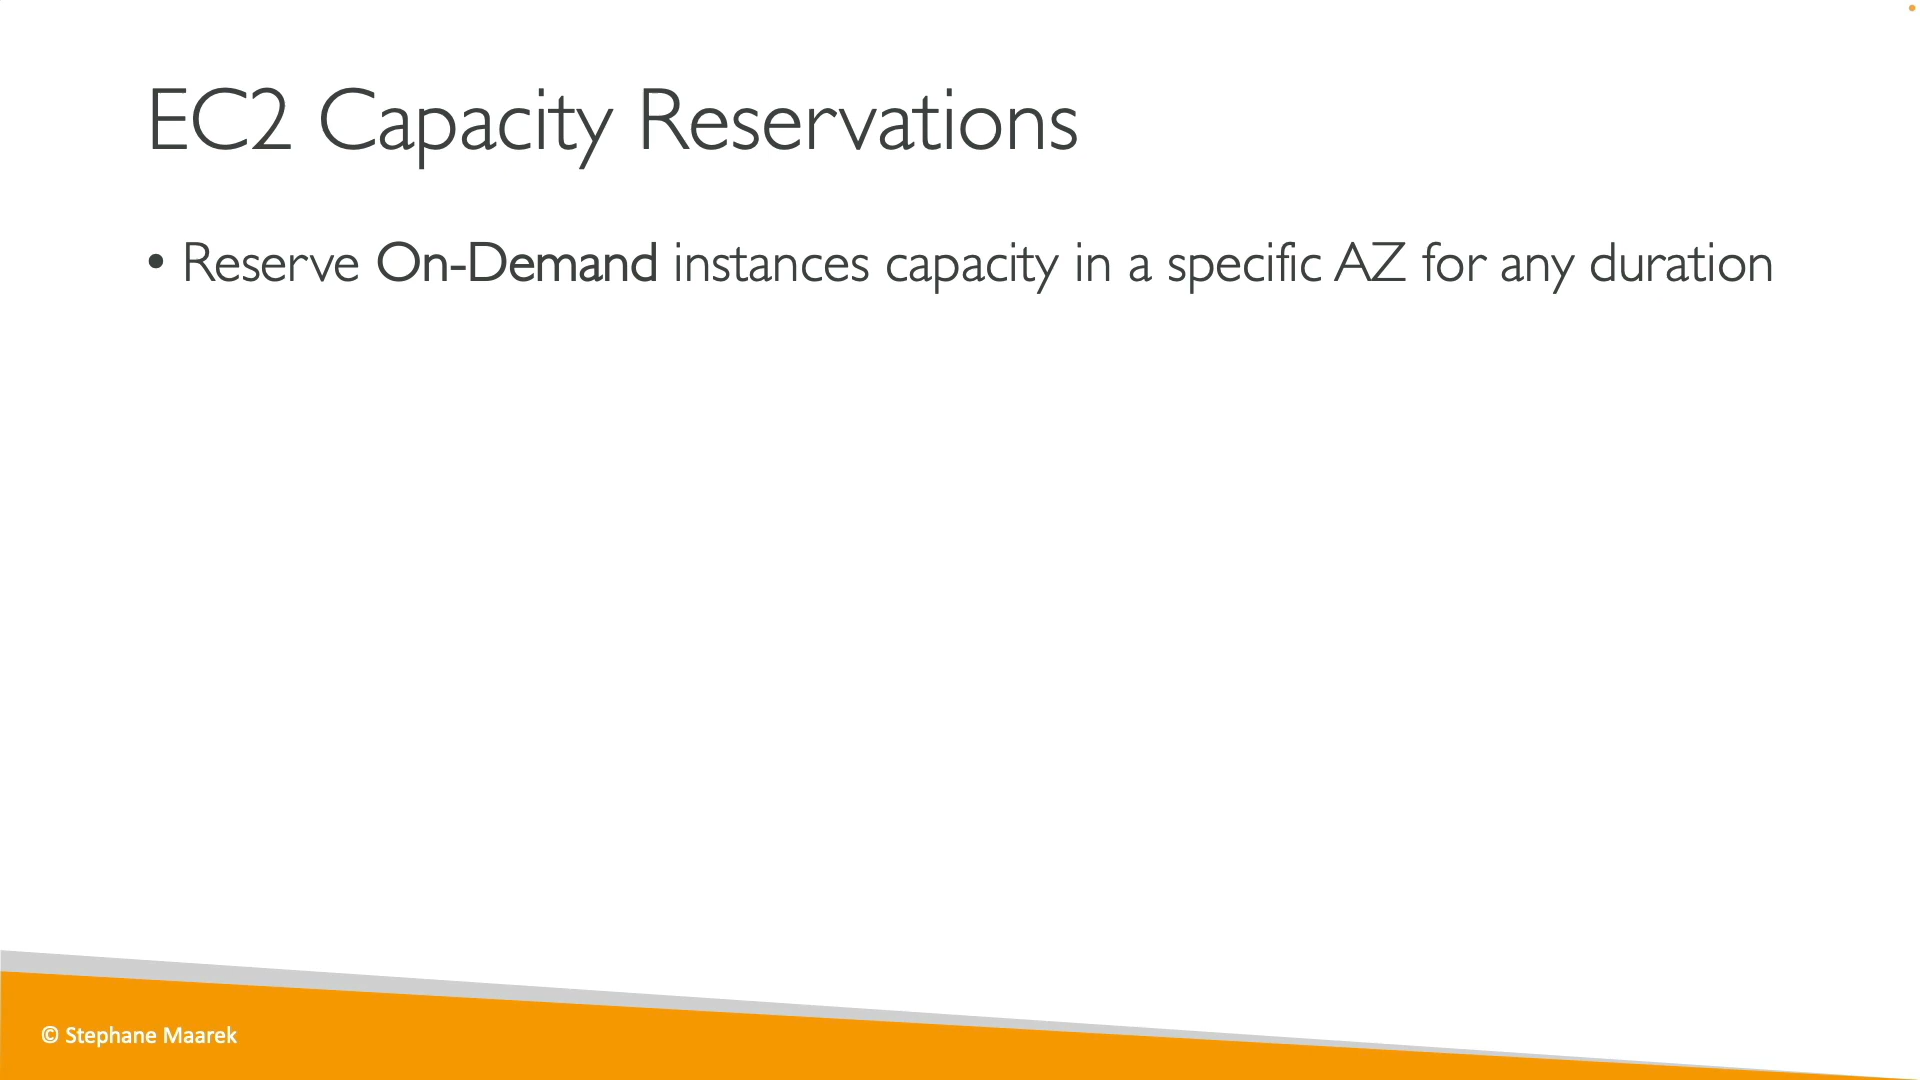 EC2 Capacity Reservations
• Reserve On-Demand instances capacity in a specific AZ for any duration
© Stephane Maarek